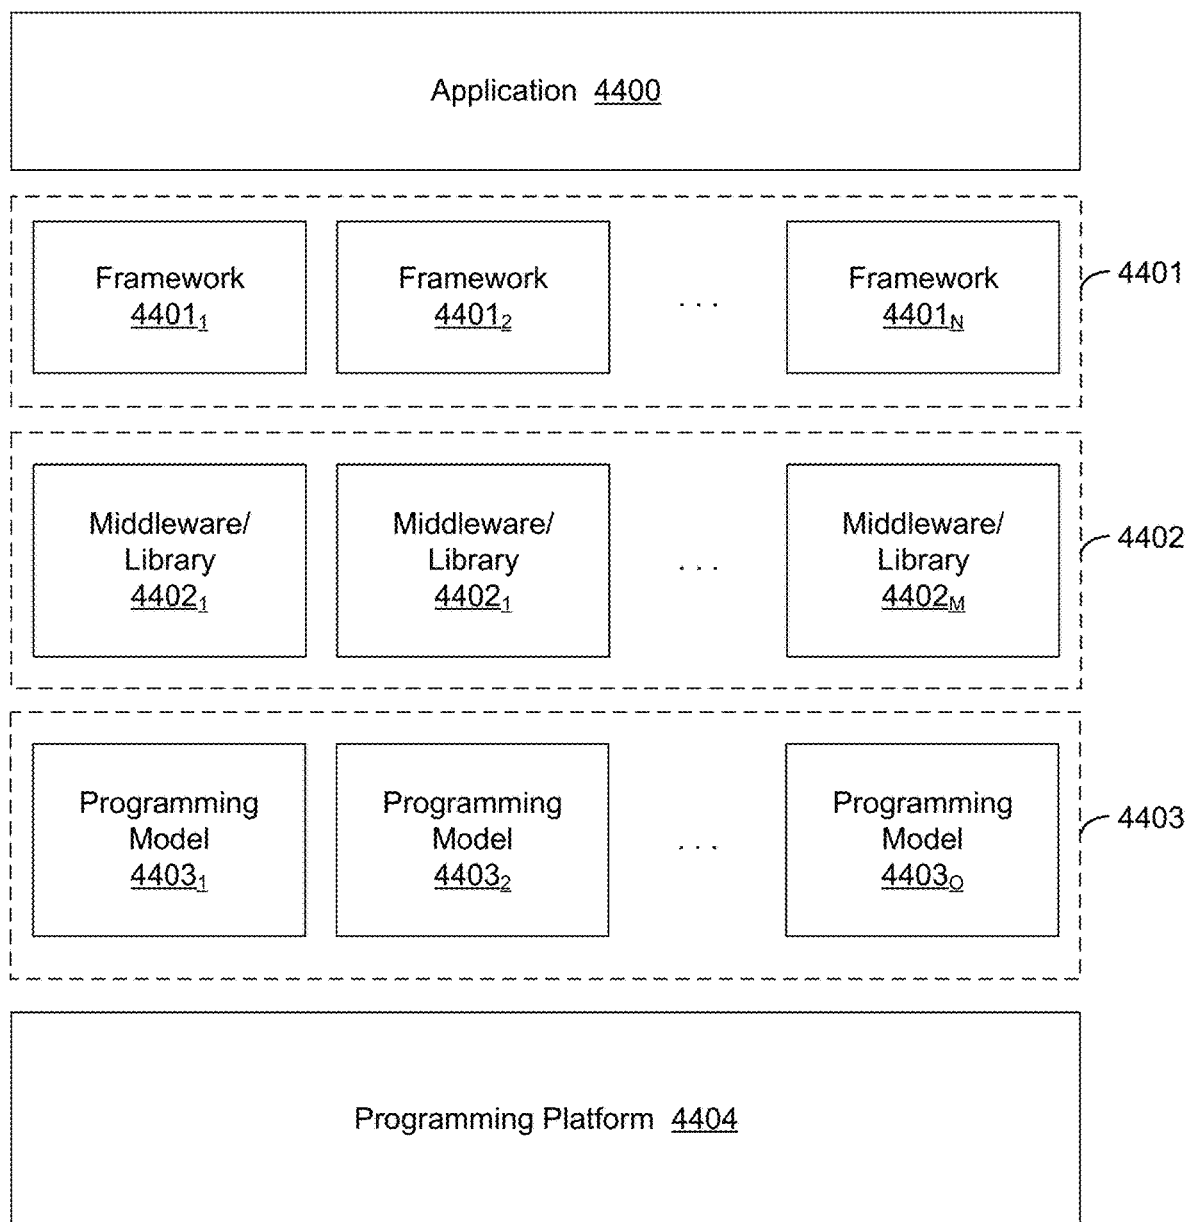 Application 4400
Framework
4401₁
Framework
4401₂
. . .
Framework
4401N
4401
Middleware/
Library
4402₁
Middleware/
Library
4402₁
. . .
Middleware/
Library
4402M
4402
Programming
Model
4403₁
Programming
Model
4403₂
. . .
Programming
Model
4403O
4403
Programming Platform 4404